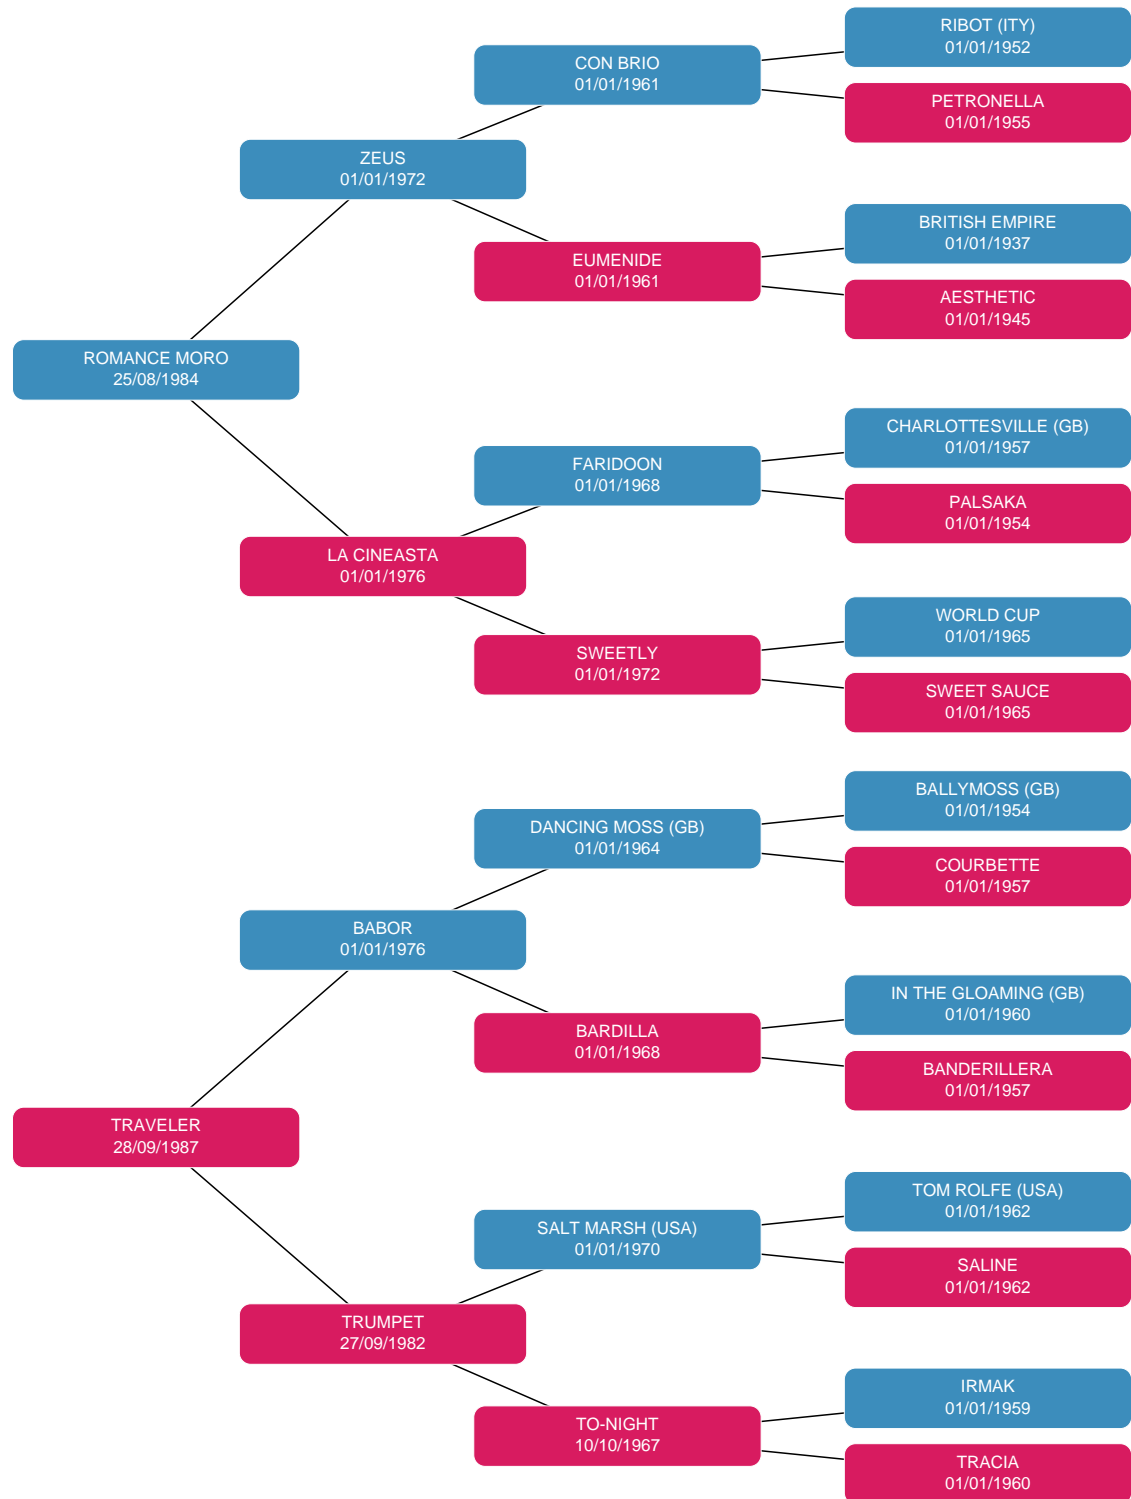 RIBOT (ITY)
01/01/1952
CON BRIO
01/01/1961
PETRONELLA
01/01/1955
ZEUS
01/01/1972
BRITISH EMPIRE
01/01/1937
EUMENIDE
01/01/1961
AESTHETIC
01/01/1945
ROMANCE MORO
25/08/1984
CHARLOTTESVILLE (GB)
01/01/1957
FARIDOON
01/01/1968
PALSAKA
01/01/1954
LA CINEASTA
01/01/1976
WORLD CUP
01/01/1965
SWEETLY
01/01/1972
SWEET SAUCE
01/01/1965
BALLYMOSS (GB)
01/01/1954
DANCING MOSS (GB)
01/01/1964
COURBETTE
01/01/1957
BABOR
01/01/1976
IN THE GLOAMING (GB)
01/01/1960
BARDILLA
01/01/1968
BANDERILLERA
01/01/1957
TRAVELER
28/09/1987
TOM ROLFE (USA)
01/01/1962
SALT MARSH (USA)
01/01/1970
SALINE
01/01/1962
TRUMPET
27/09/1982
IRMAK
01/01/1959
TO-NIGHT
10/10/1967
TRACIA
01/01/1960